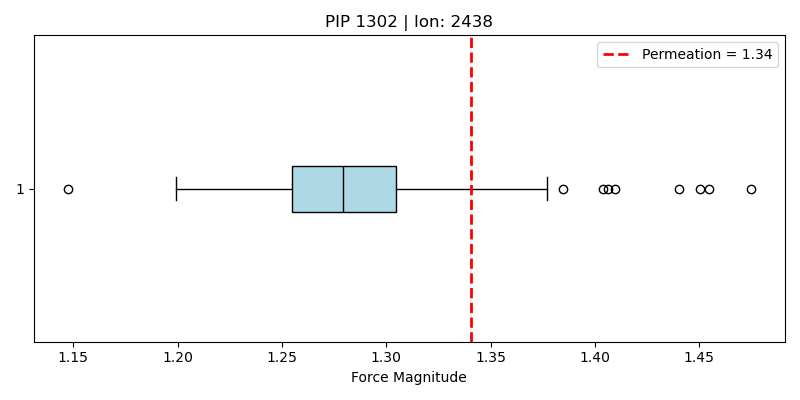 PIP 1302 | Ion: 2438
Permeation = 1.34
1
1.15 1.20 1.25 1.30 1.35 1.40 1.45
Force Magnitude